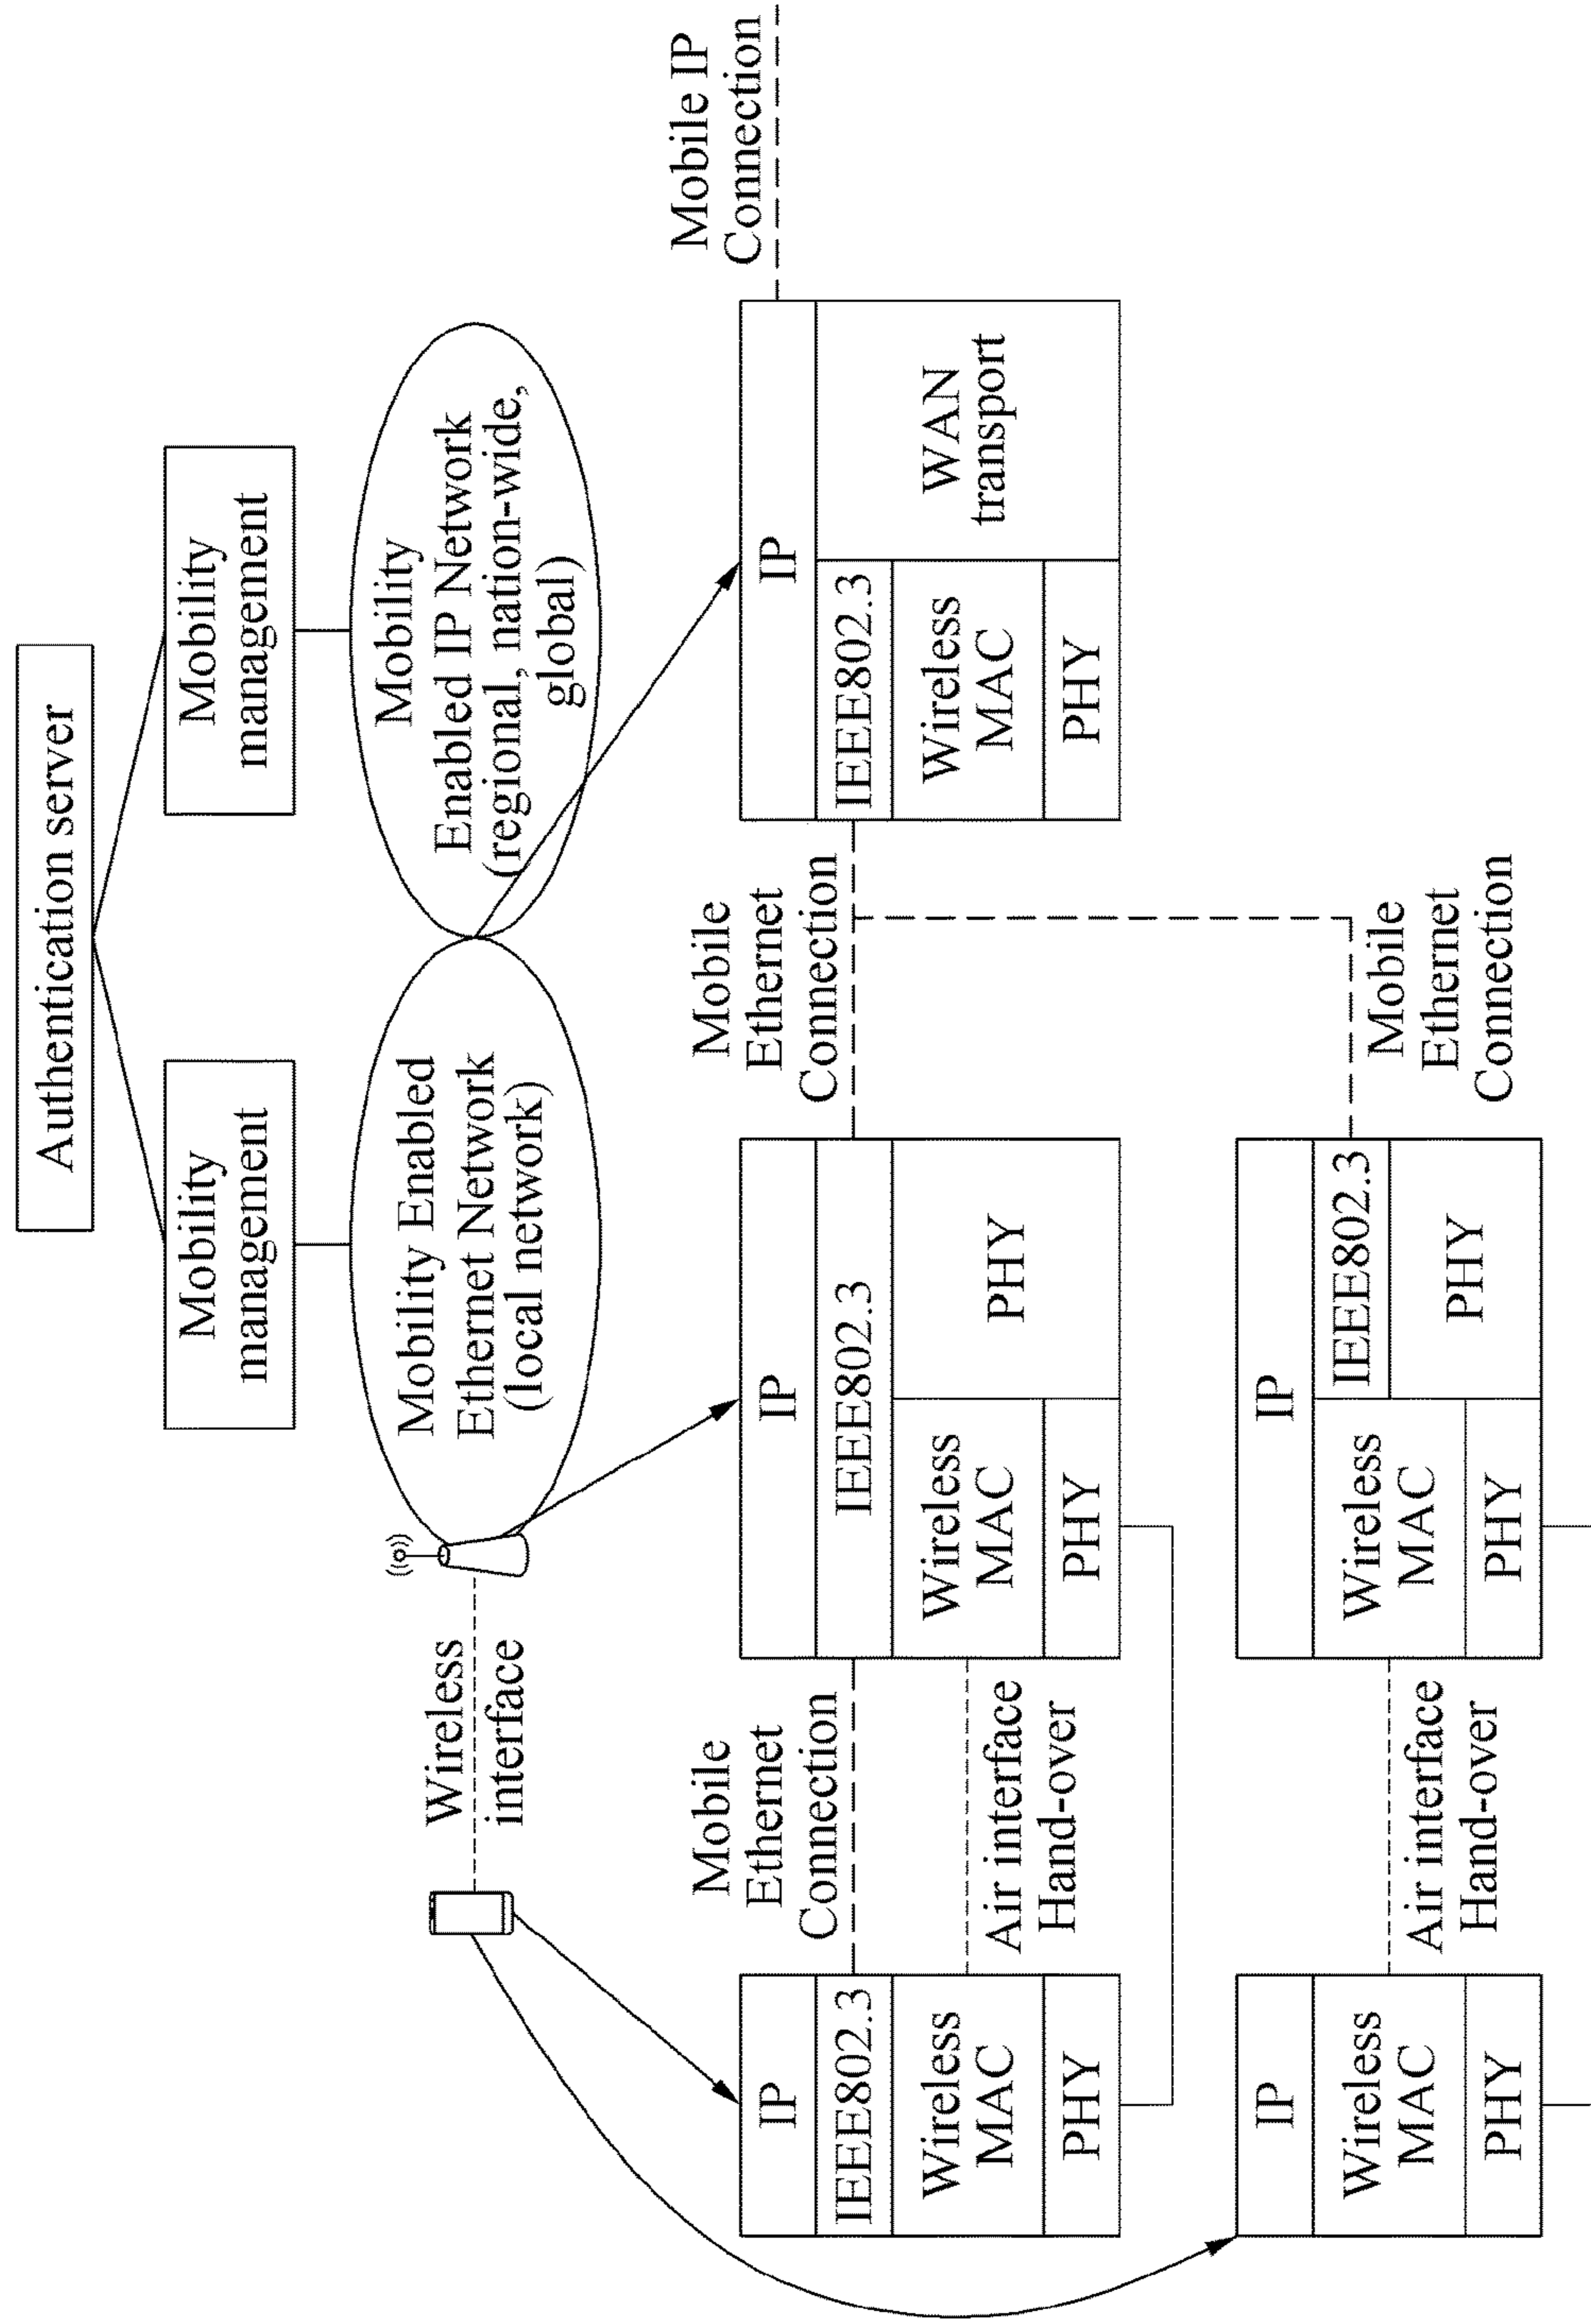 Authentication server
Mobility
management
Mobility
management
Wireless
interface
Mobility Enabled
Ethernet Network
(local network)
Mobility
Enabled IP Network
(regional, nation-wide,
global)
Mobile
Ethernet
Connection
Mobile
Ethernet
Connection
Mobile IP
Connection
IP
IEEE802.3
Wireless
MAC
PHY
Air interface
Hand-over
IP
IEEE802.3
Wireless
MAC
PHY
PHY
IP
IEEE802.3
Wireless
MAC
PHY
WAN
transport
IP
Wireless
MAC
PHY
Air interface
Hand-over
IP
Wireless
MAC
PHY
IEEE802.3
PHY
Mobile
Ethernet
Connection